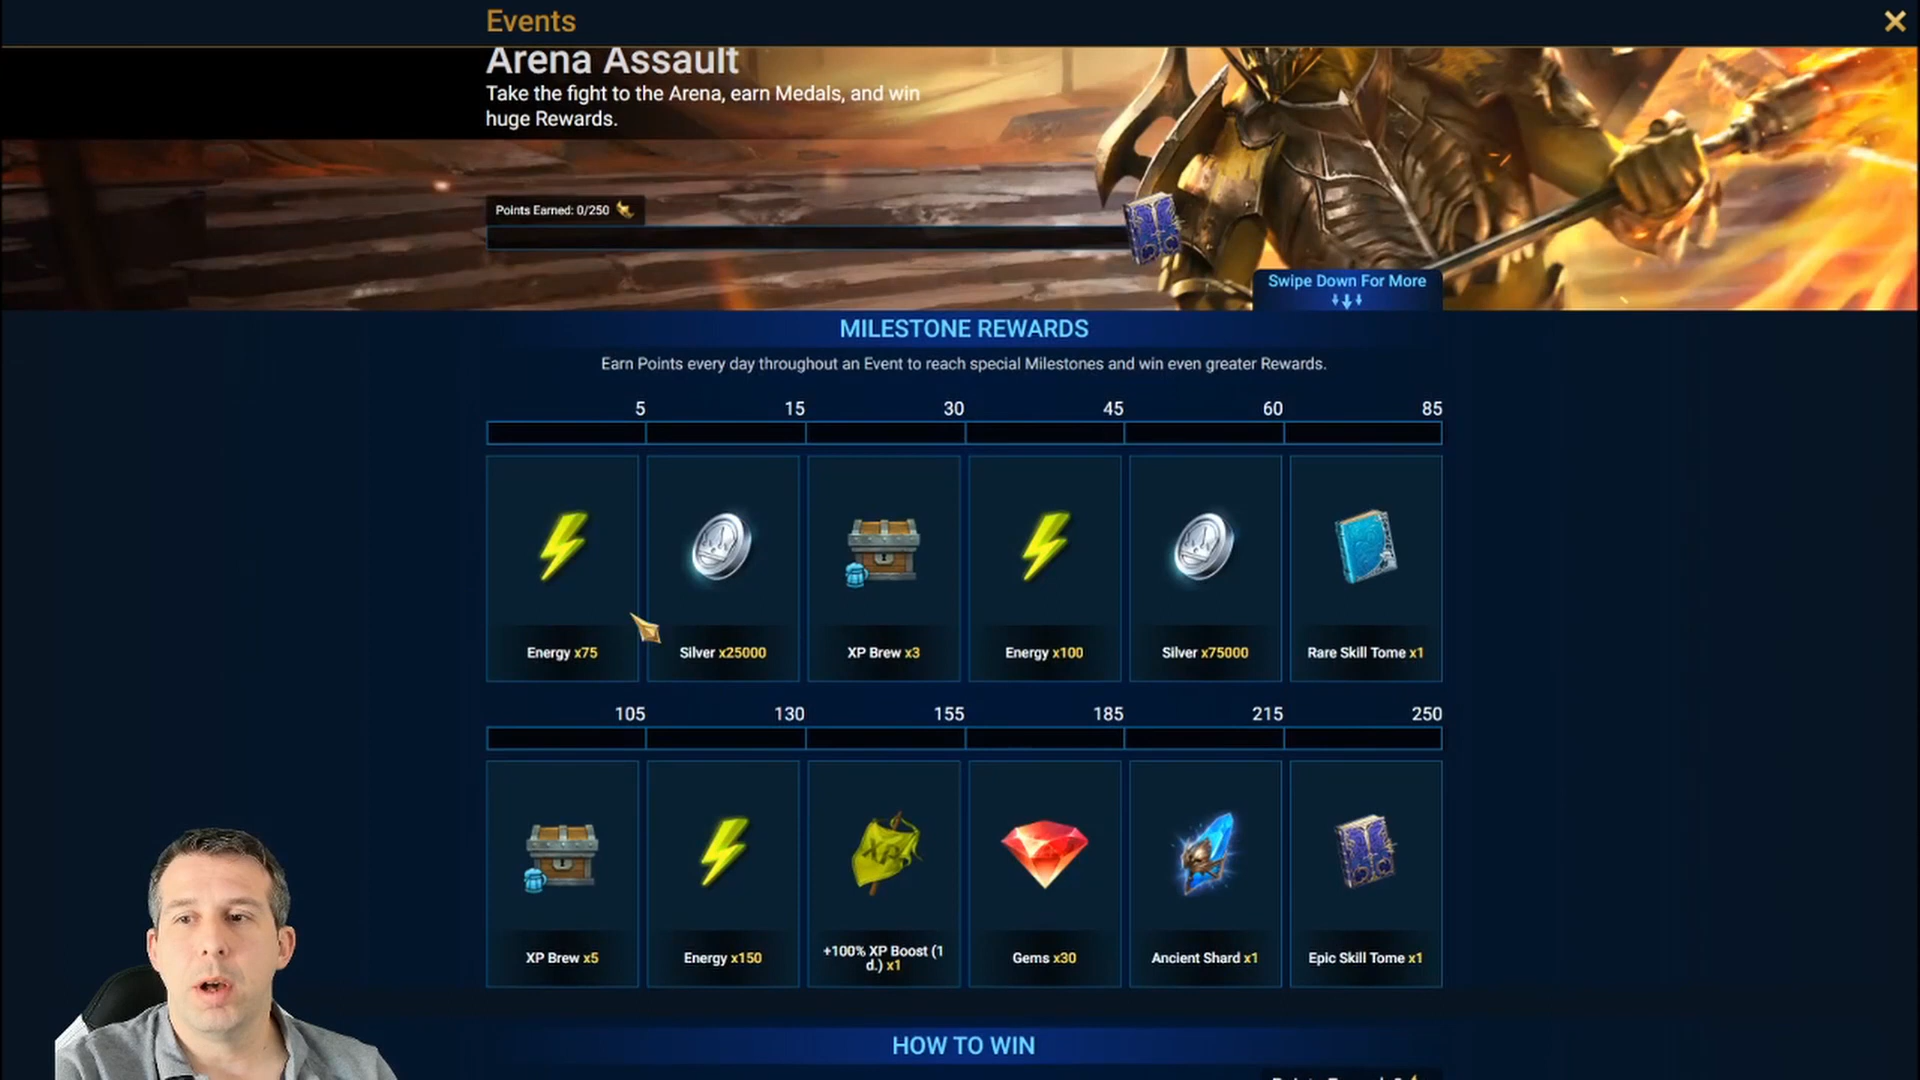 Events
Arena Assault
Take the fight to the Arena, earn Medals, and win
huge Rewards.
Points Earned: 0/250
Swipe Down For More
MILESTONE REWARDS
Earn Points every day throughout an Event to reach special Milestones and win even greater Rewards.
5 15 30 45 60 85
Energy x75 Silver x25000 XP Brew x3 Energy x100 Silver x75000 Rare Skill Tome x1
105 130 155 185 215 250
XP
XP Brew x5 Energy x150 +100% XP Boost (1 d.) x1 Gems x30 Ancient Shard x1 Epic Skill Tome x1
HOW TO WIN